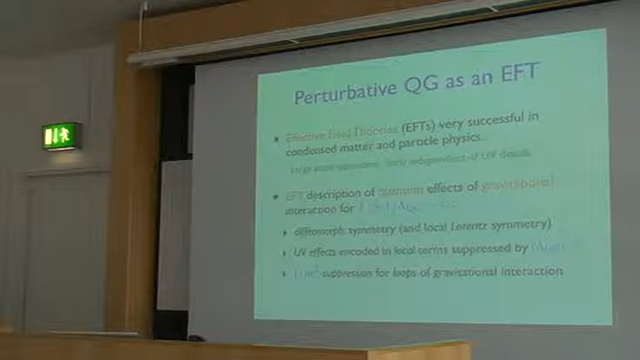 Perturbative QG as an EFT
Effective Field Theories (EFTs) very successful in
condensed matter and particle physics.
Large scale dynamics fairly independent of UV details
EFT description of quantum effects of gravitational
interaction for
diffeomorph. symmetry (and local Lorentz symmetry)
UV effects encoded in local terms suppressed by
suppression for loops of gravitational interaction